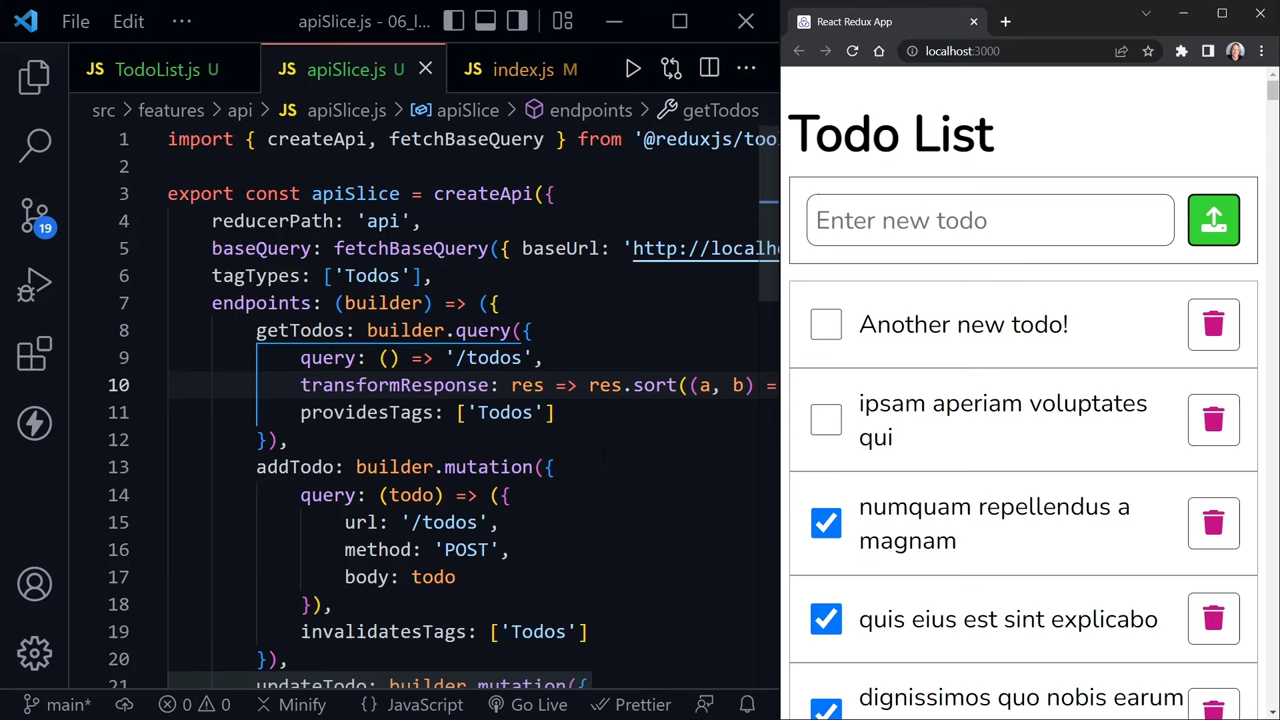 File Edit ··· apiSlice.js - 06_l...
JS TodoList.js U JS apiSlice.js U JS index.js M
src > features > api > JS apiSlice.js > apiSlice > endpoints > getTodos
1 import { createApi, fetchBaseQuery } from '@reduxjs/too
2
3 export const apiSlice = createApi({
4 reducerPath: 'api',
5 baseQuery: fetchBaseQuery({ baseUrl: 'http://localho
6 tagTypes: ['Todos'],
7 endpoints: (builder) => ({
8 getTodos: builder.query({
9 query: () => '/todos',
10 transformResponse: res => res.sort((a, b) =
11 providesTags: ['Todos']
12 }),
13 addTodo: builder.mutation({
14 query: (todo) => ({
15 url: '/todos',
16 method: 'POST',
17 body: todo
18 }),
19 invalidatesTags: ['Todos']
20 }),
21 updateTodo: builder.mutation({
19
main* 0 0 Minify {} JavaScript Go Live Prettier
React Redux App
localhost:3000
Todo List
Enter new todo
Another new todo!
ipsam aperiam voluptates
qui
numquam repellendus a
magnam
quis eius est sint explicabo
dignissimos quo nobis earum